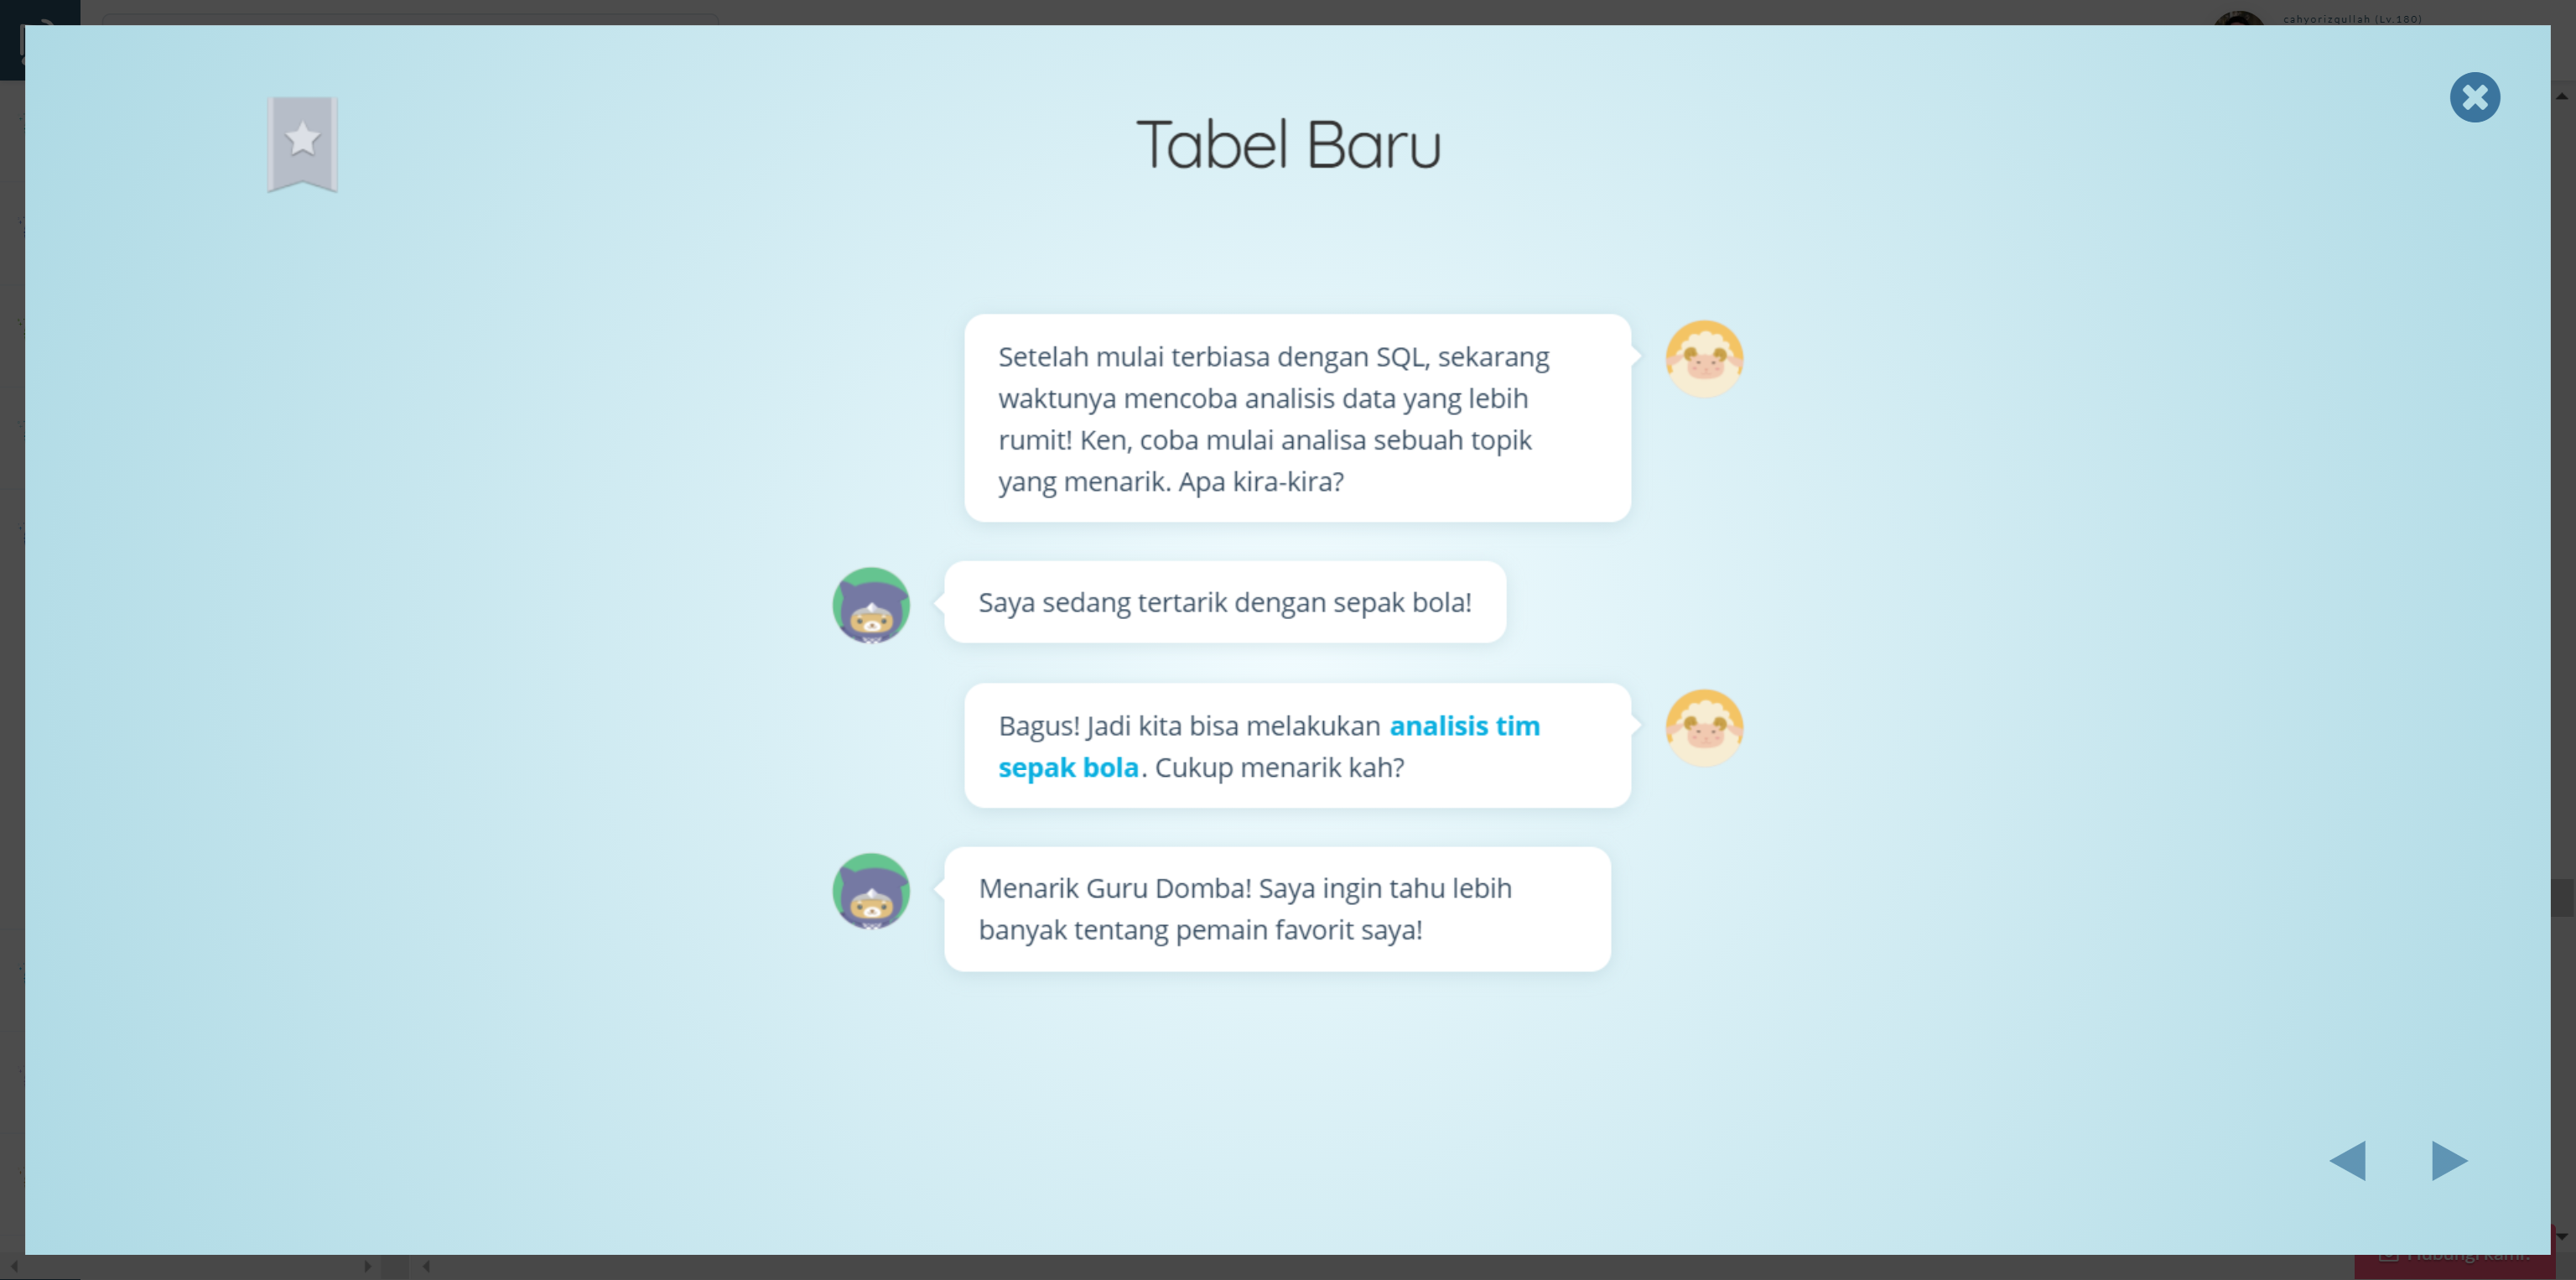 cahyorizqullah (Lv.180)
Tabel Baru
Setelah mulai terbiasa dengan SQL, sekarang
waktunya mencoba analisis data yang lebih
rumit! Ken, coba mulai analisa sebuah topik
yang menarik. Apa kira-kira?
Saya sedang tertarik dengan sepak bola!
Bagus! Jadi kita bisa melakukan analisis tim
sepak bola. Cukup menarik kah?
Menarik Guru Domba! Saya ingin tahu lebih
banyak tentang pemain favorit saya!